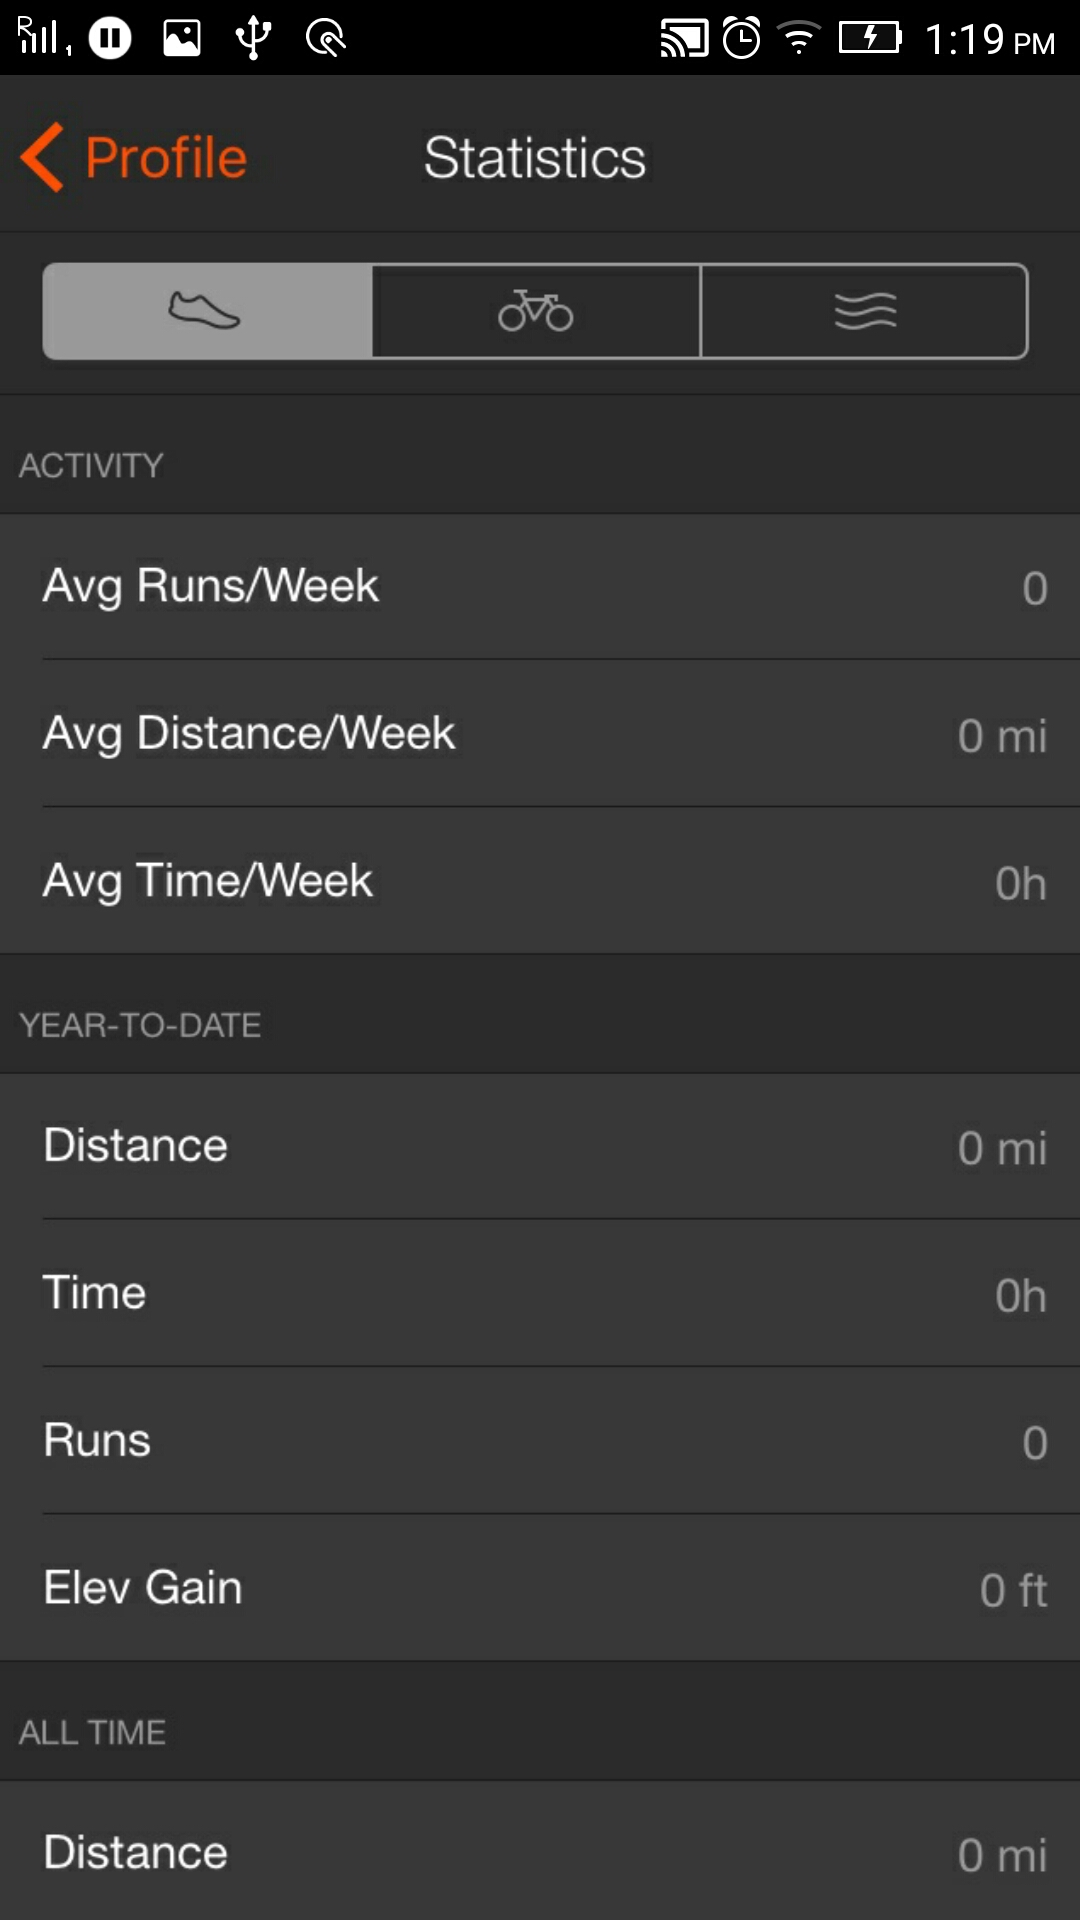 R 1 1:19 PM
Profile Statistics
ACTIVITY
Avg Runs/Week 0
Avg Distance/Week 0 mi
Avg Time/Week 0h
YEAR-TO-DATE
Distance 0 mi
Time 0h
Runs 0
Elev Gain 0 ft
ALL TIME
Distance 0 mi